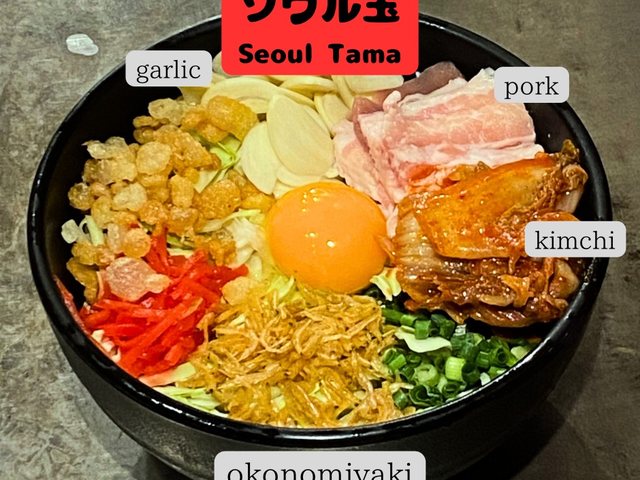 ソウル玉
Seoul Tama
garlic
pork
kimchi
okonomiyaki